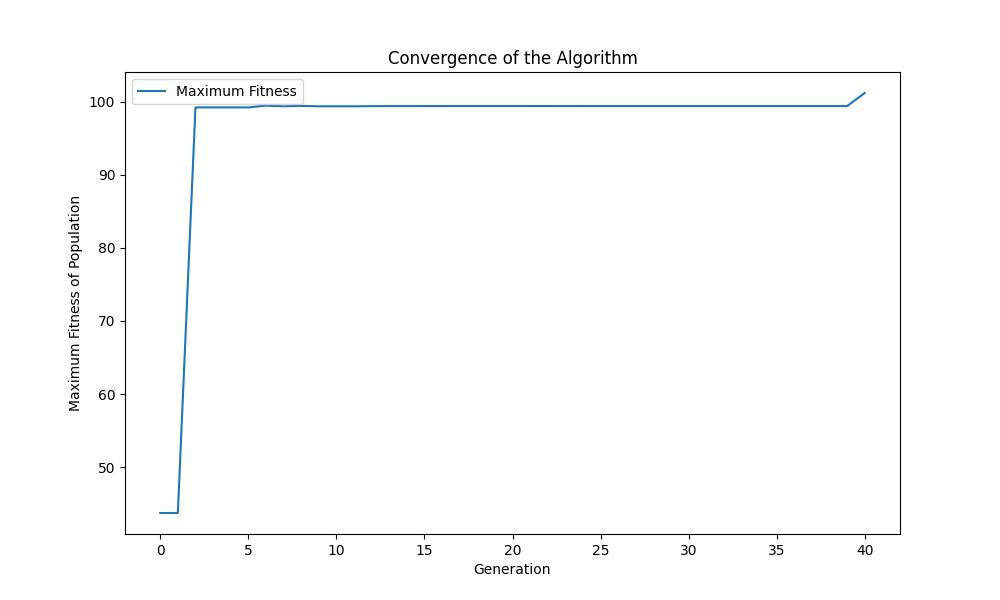 Convergence of the Algorithm
Maximum Fitness
Maximum Fitness of Population
100
90
80
70
60
50
0 5 10 15 20 25 30 35 40
Generation